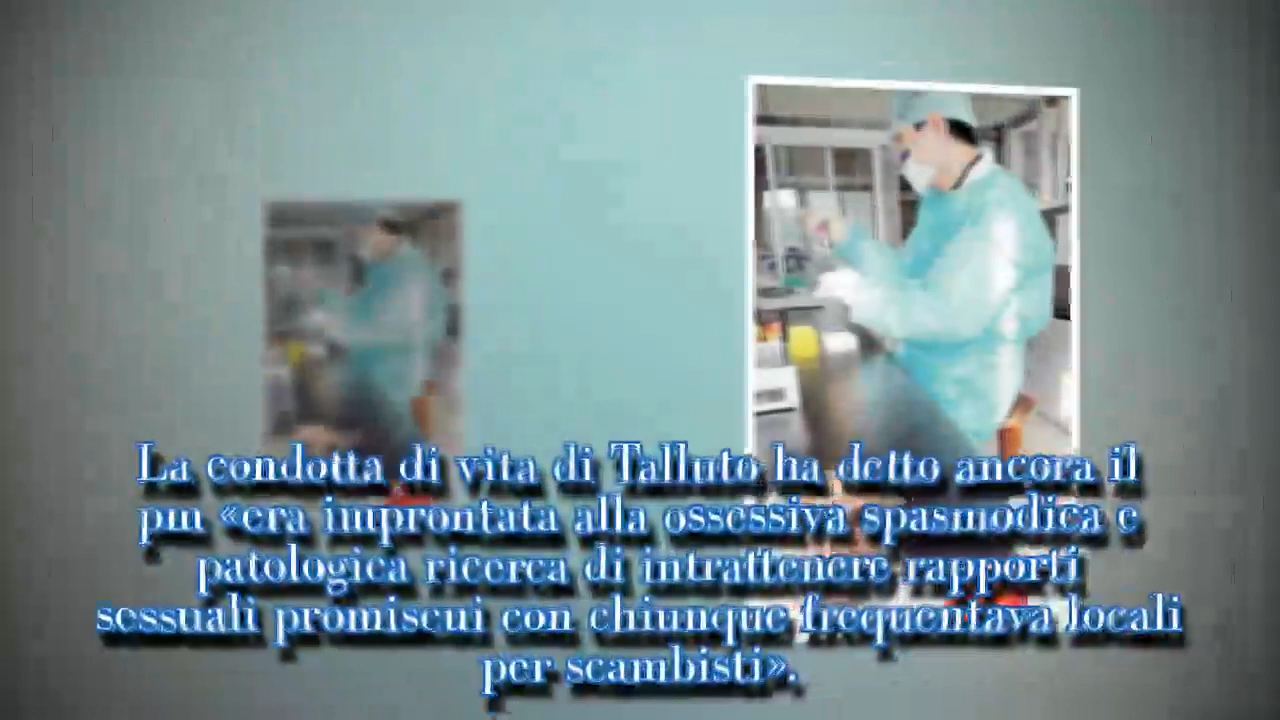 La condotta di vita di Talluto ha detto ancora il
pm «era improntata alla ossessiva spasmodica e
patologica ricerca di intrattenere rapporti
sessuali promiscui con chiunque frequentava locali
per scambisti».